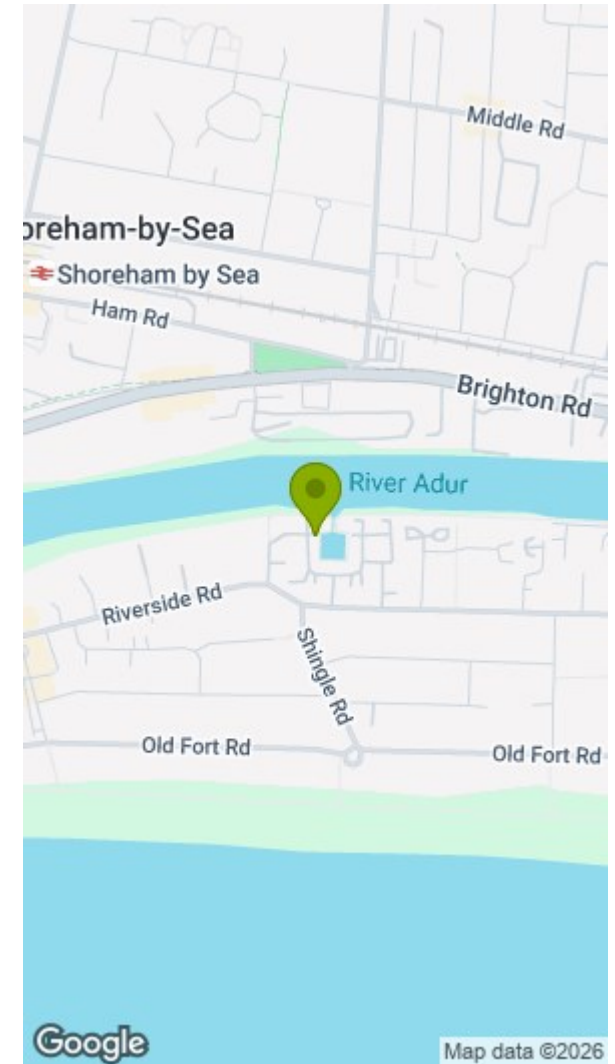 Middle Rd
oreham-by-Sea
Shoreham by Sea
Ham Rd
Brighton Rd
River Adur
Riverside Rd
Shingle Rd
Old Fort Rd
Old Fort Rd
Google
Map data ©2026